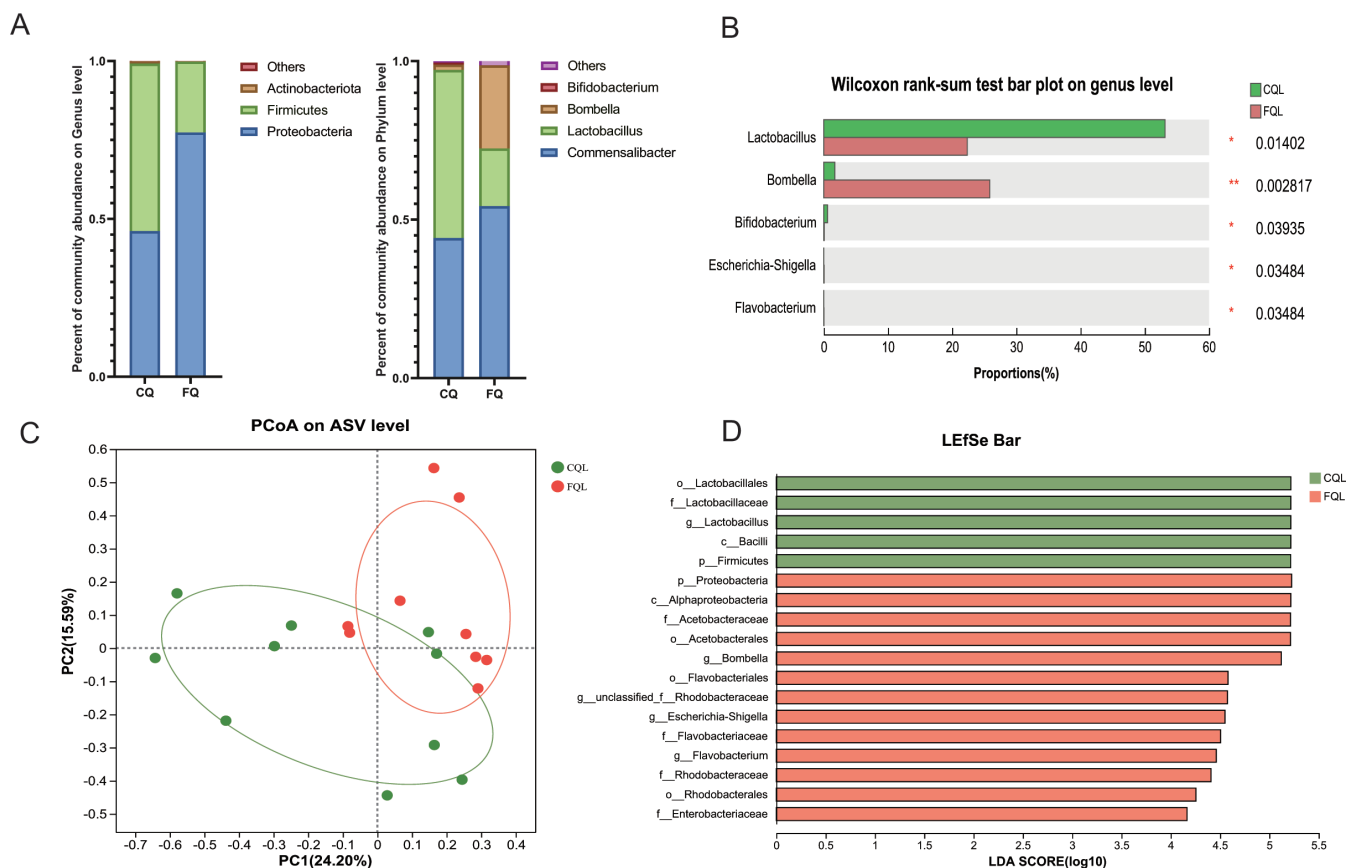 A
Percent of community abundance on Genus level
1.0
0.5
0.0
CQ
FQ
Others
Actinobacteriota
Firmicutes
Proteobacteria
Percent of community abundance on Phylum level
1.0
0.5
0.0
CQ
FQ
Others
Bifidobacterium
Bombella
Lactobacillus
Commensalibacter
B
Wilcoxon rank-sum test bar plot on genus level
CQL
FQL
Lactobacillus
* 0.01402
Bombella
** 0.002817
Bifidobacterium
* 0.03935
Escherichia-Shigella
* 0.03484
Flavobacterium
* 0.03484
0 10 20 30 40 50 60
Proportions(%)
C
PCoA on ASV level
CQL
FQL
PC2(15.59%)
0.6
0.5
0.4
0.3
0.2
0.1
0
-0.1
-0.2
-0.3
-0.4
-0.5
-0.7 -0.6 -0.5 -0.4 -0.3 -0.2 -0.1 0 0.1 0.2 0.3 0.4
PC1(24.20%)
D
LEfSe Bar
CQL
FQL
o__Lactobacillales
f__Lactobacillaceae
g__Lactobacillus
c__Bacilli
p__Firmicutes
p__Proteobacteria
c__Alphaproteobacteria
f__Acetobacteraceae
o__Acetobacterales
g__Bombella
o__Flavobacteriales
g__unclassified_f__Rhodobacteraceae
g__Escherichia-Shigella
f__Flavobacteriaceae
g__Flavobacterium
f__Rhodobacteraceae
o__Rhodobacterales
f__Enterobacteriaceae
0 0.5 1 1.5 2 2.5 3 3.5 4 4.5 5 5.5
LDA SCORE(log10)